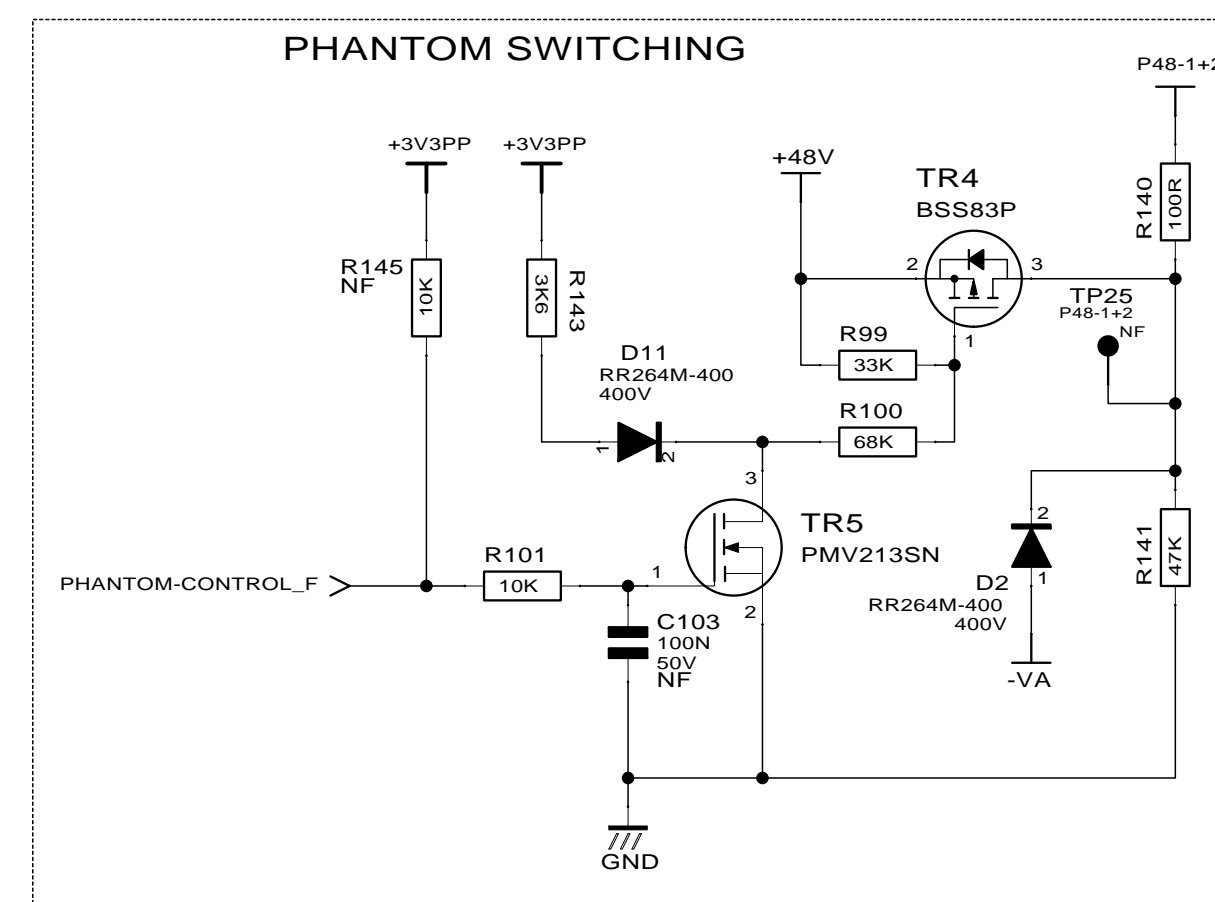 PHANTOM SWITCHING
P48-1+2
+3V3PP
+3V3PP
+48V
TR4
BSS83P
R140
100R
R145
NF
10K
R143
3K6
2
3
1
TP25
P48-1+2
NF
R99
33K
D11
RR264M-400
400V
1
2
R100
68K
3
TR5
PMV213SN
1
2
R101
10K
PHANTOM-CONTROL_F
C103
100N
50V
NF
2
D2
1
RR264M-400
400V
-VA
R141
47K
GND